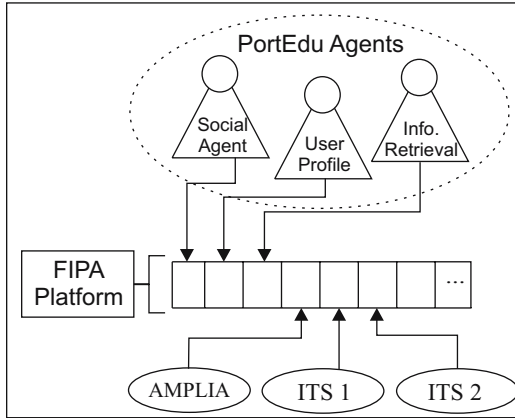 PortEdu Agents
Social
Agent
User
Profile
Info.
Retrieval
FIPA
Platform
...
AMPLIA
ITS 1
ITS 2